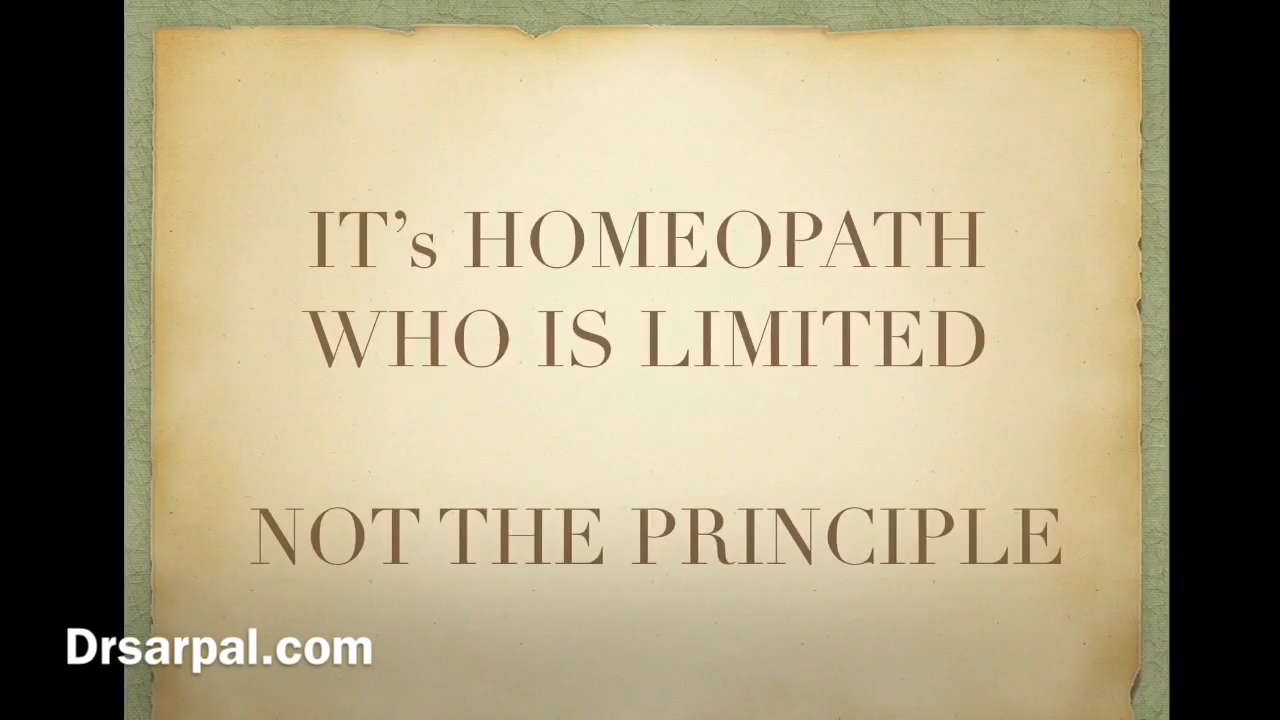 IT’s HOMEOPATH
WHO IS LIMITED
NOT THE PRINCIPLE
Drsarpal.com